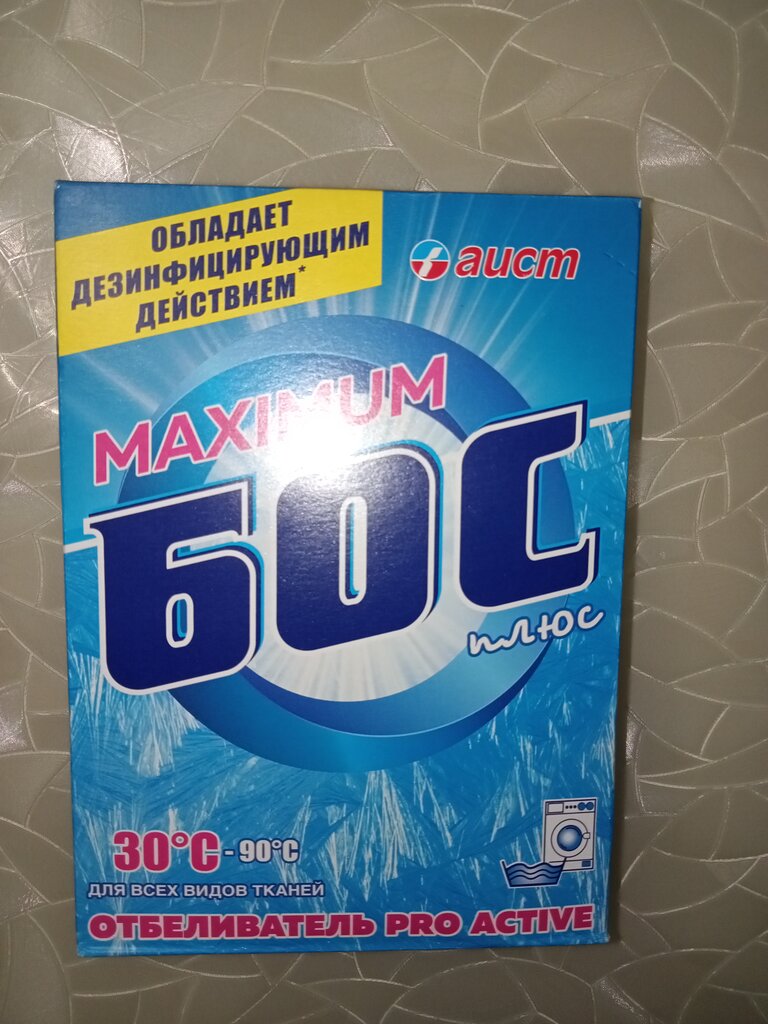 ОБЛАДАЕТ
ДЕЗИНФИЦИРУЮЩИМ
ДЕЙСТВИЕМ*
аист
MAXIMUM
БОС
плюс
30°С - 90°С
ДЛЯ ВСЕХ ВИДОВ ТКАНЕЙ
ОТБЕЛИВАТЕЛЬ PRO ACTIVE